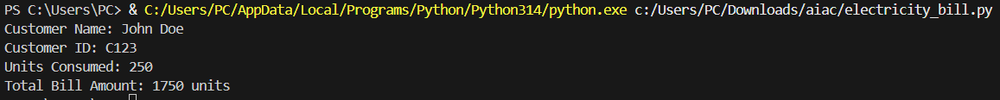 PS C:\Users\PC> & C:/Users/PC/AppData/Local/Programs/Python/Python314/python.exe c:/Users/PC/Downloads/aiac/electricity_bill.py
Customer Name: John Doe
Customer ID: C123
Units Consumed: 250
Total Bill Amount: 1750 units